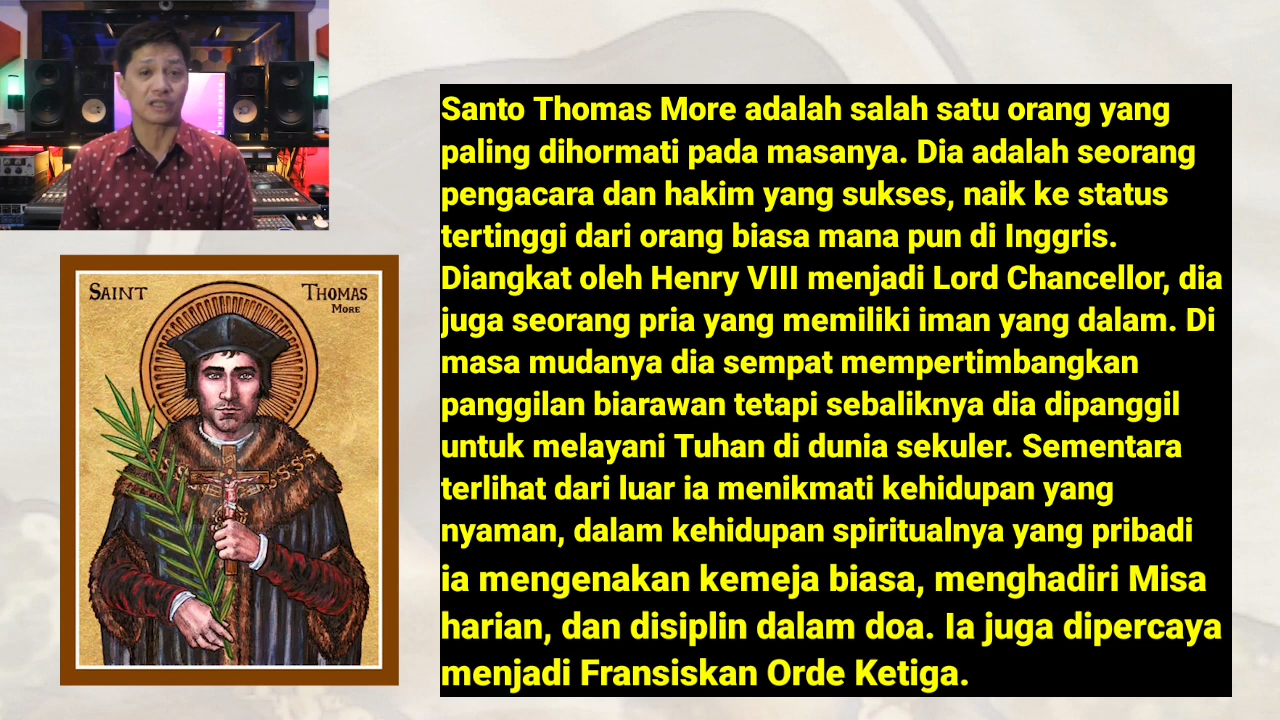 SAINT
THOMAS
MORE
Santo Thomas More adalah salah satu orang yang
paling dihormati pada masanya. Dia adalah seorang
pengacara dan hakim yang sukses, naik ke status
tertinggi dari orang biasa mana pun di Inggris.
Diangkat oleh Henry VIII menjadi Lord Chancellor, dia
juga seorang pria yang memiliki iman yang dalam. Di
masa mudanya dia sempat mempertimbangkan
panggilan biarawan tetapi sebaliknya dia dipanggil
untuk melayani Tuhan di dunia sekuler. Sementara
terlihat dari luar ia menikmati kehidupan yang
nyaman, dalam kehidupan spiritualnya yang pribadi
ia mengenakan kemeja biasa, menghadiri Misa
harian, dan disiplin dalam doa. Ia juga dipercaya
menjadi Fransiskan Orde Ketiga.